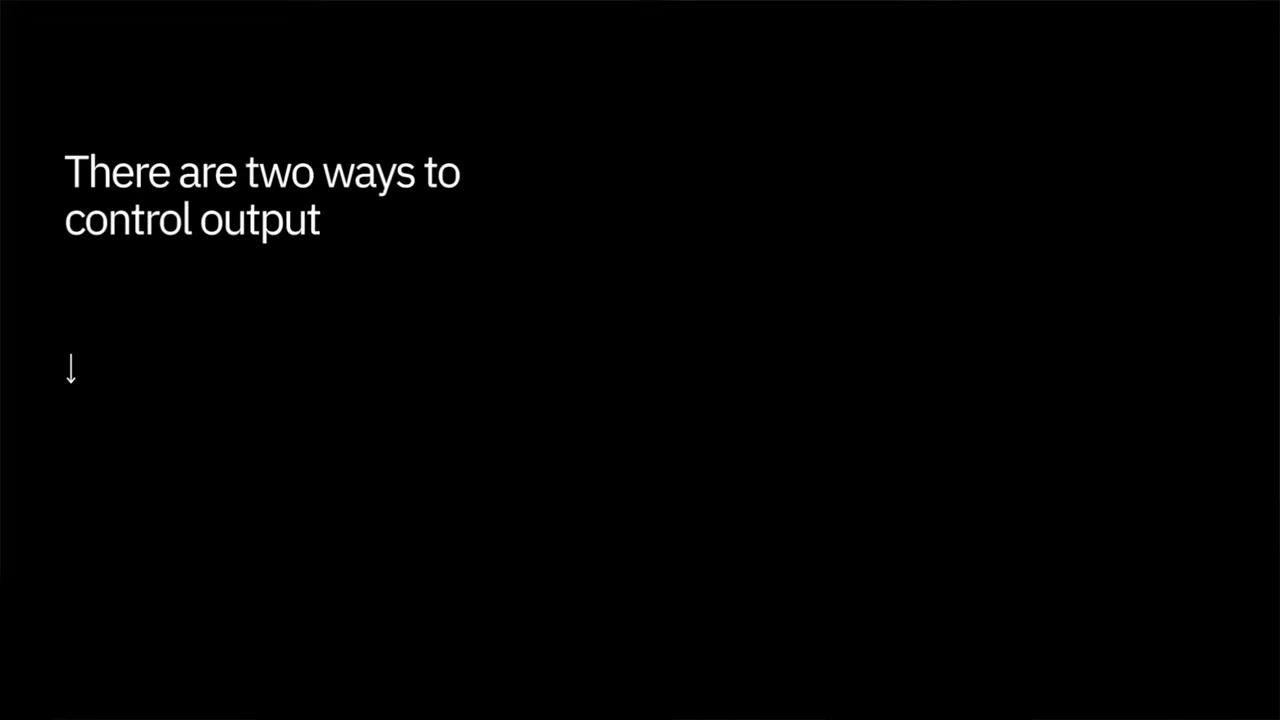 There are two ways to
control output
↓